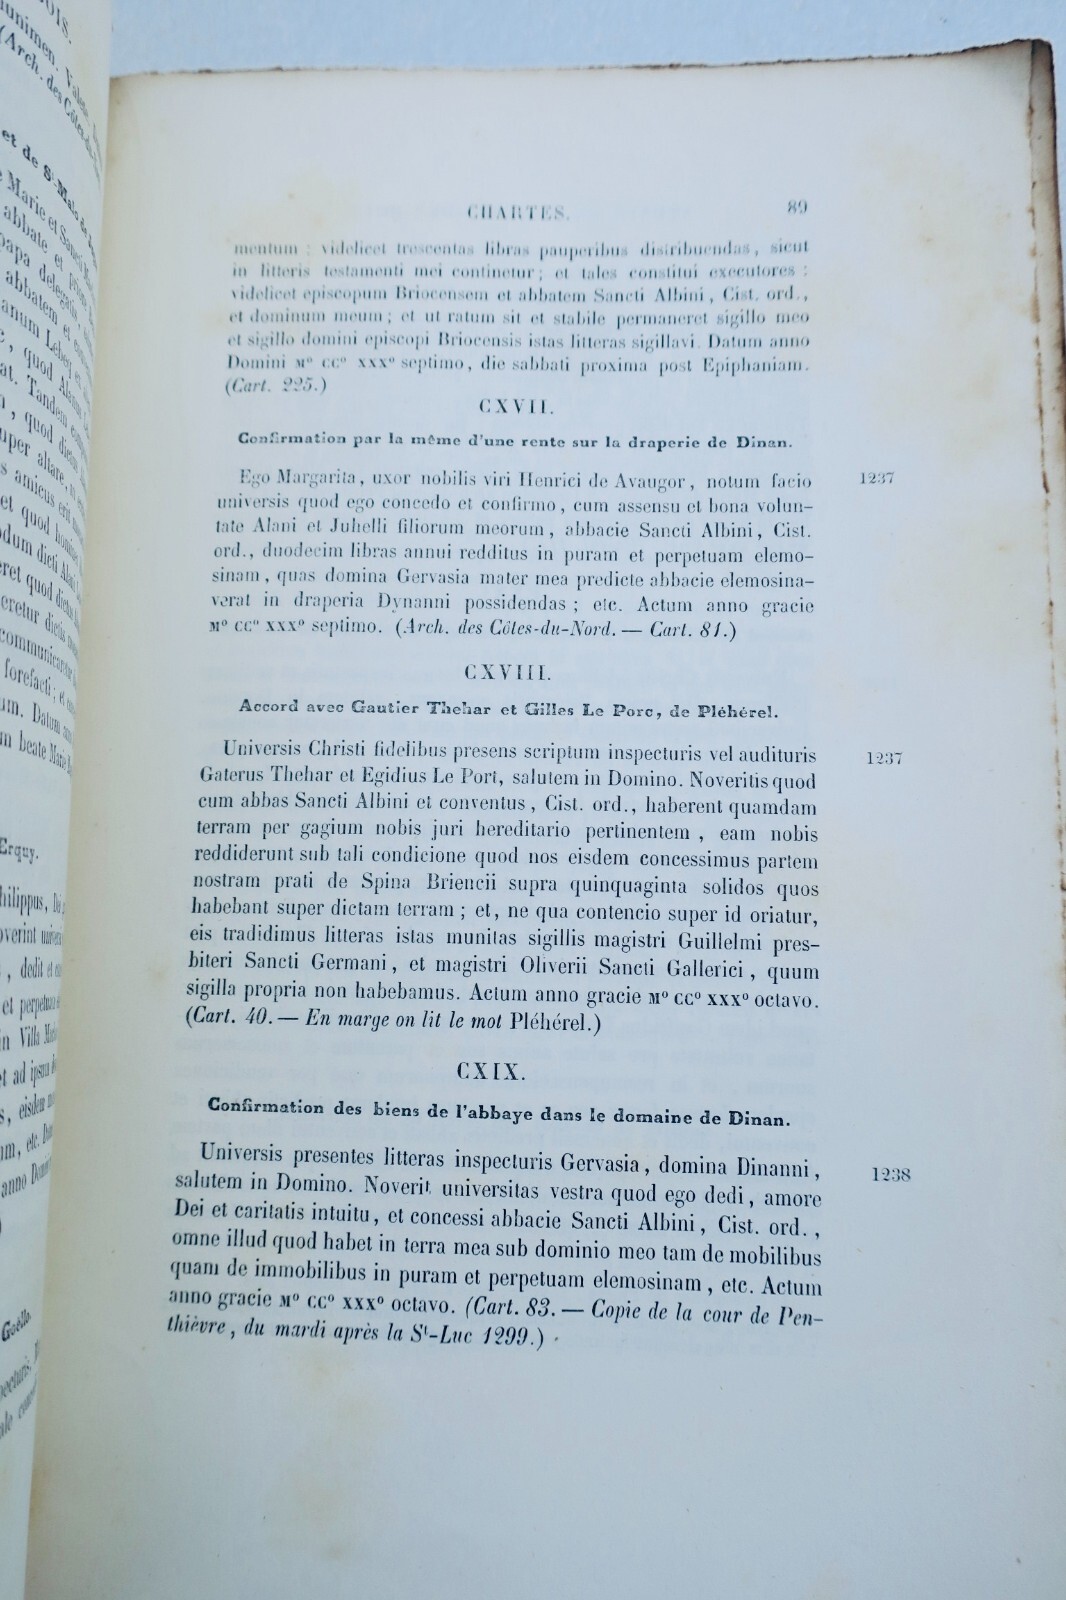 CHARTES. 89
mentum : videlicet trescentas libras pauperibus distribuendas, sicut
in litteris testamenti mei continetur; et tales constitui executores :
videlicet episcopum Briocensem et abbatem Sancti Albini, Cist. ord.,
et dominum meum; et ut ratum sit et stabile permaneret sigillo meo
et sigillo domini episcopi Briocensis istas litteras sigillavi. Datum anno
Domini M° CC° XXX° septimo, die sabbati proxima post Epiphaniam.
(Cart. 225.)
CXVII.
Confirmation par la même d'une rente sur la draperie de Dinan.
Ego Margarita, uxor nobilis viri Henrici de Avaugor, notum facio 1237
universis quod ego concedo et confirmo, cum assensu et bona volun-
tate Alani et Juhelli filiorum meorum, abbacie Sancti Albini, Cist.
ord., duodecim libras annui redditus in puram et perpetuam elemo-
sinam, quas domina Gervasia mater mea predicte abbacie elemosina-
verat in draperia Dynanni possidendas; etc. Actum anno gracie
M° CC° XXX° septimo. (Arch. des Côtes-du-Nord. — Cart. 81.)
CXVIII.
Accord avec Gautier Thehar et Gilles Le Porc, de Pléhérel.
Universis Christi fidelibus presens scriptum inspecturis vel audituris 1237
Gaterus Thehar et Egidius Le Port, salutem in Domino. Noveritis quod
cum abbas Sancti Albini et conventus, Cist. ord., haberent quamdam
terram per gagium nobis juri hereditario pertinentem, eam nobis
reddiderunt sub tali condicione quod nos eisdem concessimus partem
nostram prati de Spina Briencii supra quinquaginta solidos quos
habebant super dictam terram; et, ne qua contencio super id oriatur,
eis tradidimus litteras istas munitas sigillis magistri Guillelmi pres-
biteri Sancti Germani, et magistri Oliverii Sancti Gallerici, quum
sigilla propria non habebamus. Actum anno gracie M° CC° XXX° octavo.
(Cart. 40. — En marge on lit le mot Pléhérel.)
CXIX.
Confirmation des biens de l'abbaye dans le domaine de Dinan.
Universis presentes litteras inspecturis Gervasia, domina Dinanni, 1238
salutem in Domino. Noverit universitas vestra quod ego dedi, amore
Dei et caritatis intuitu, et concessi abbacie Sancti Albini, Cist. ord.,
omne illud quod habet in terra mea sub dominio meo tam de mobilibus
quam de immobilibus in puram et perpetuam elemosinam, etc. Actum
anno gracie M° CC° XXX° octavo. (Cart. 83. — Copie de la cour de Pen-
thièvre, du mardi après la St-Luc 1299.)